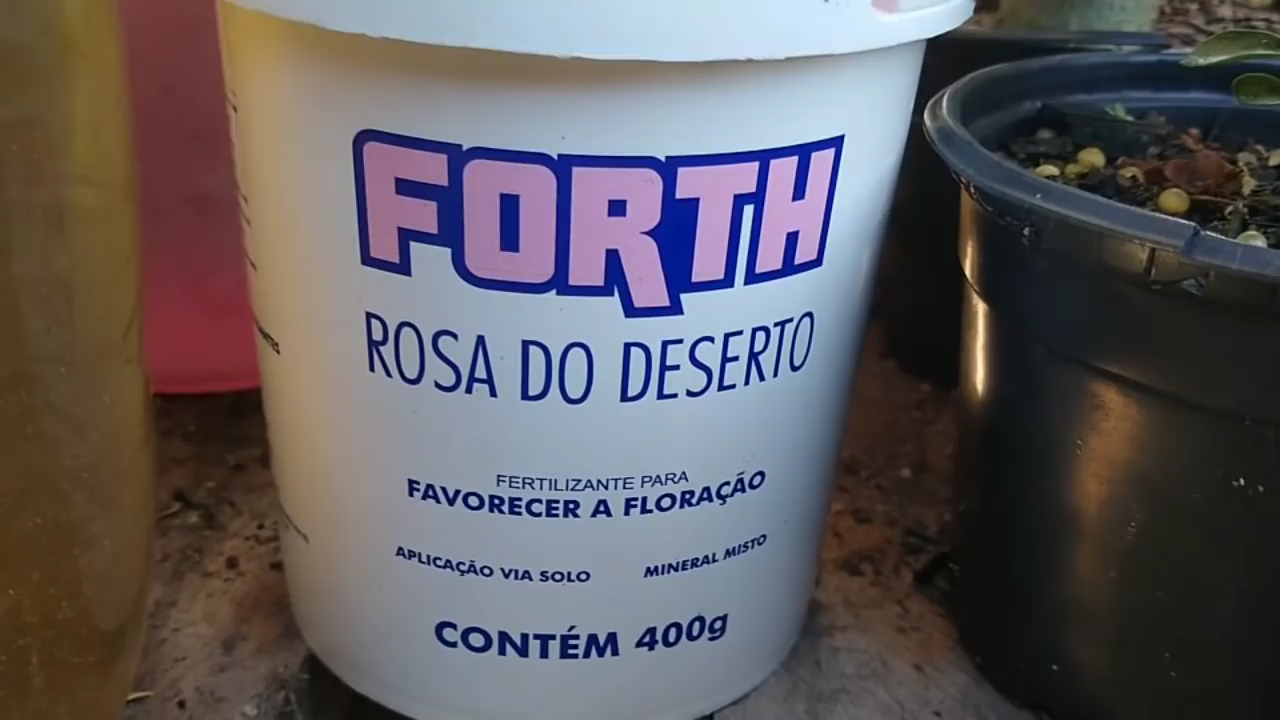 FORTH
ROSA DO DESERTO
FERTILIZANTE PARA
FAVORECER A FLORAÇÃO
APLICAÇÃO VIA SOLO MINERAL MISTO
CONTÉM 400g